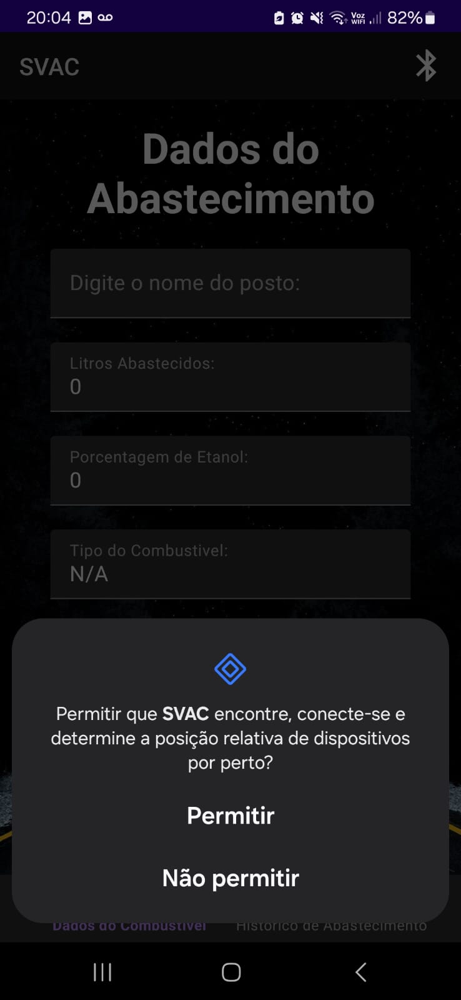 20:04
Voz
WIFI
82%
SVAC
Dados do
Abastecimento
Digite o nome do posto:
Litros Abastecidos:
0
Porcentagem de Etanol:
0
Tipo do Combustivel:
N/A
Permitir que SVAC encontre, conecte-se e
determine a posição relativa de dispositivos
por perto?
Permitir
Não permitir
Dados do Combustivel Historico de Abastecimento